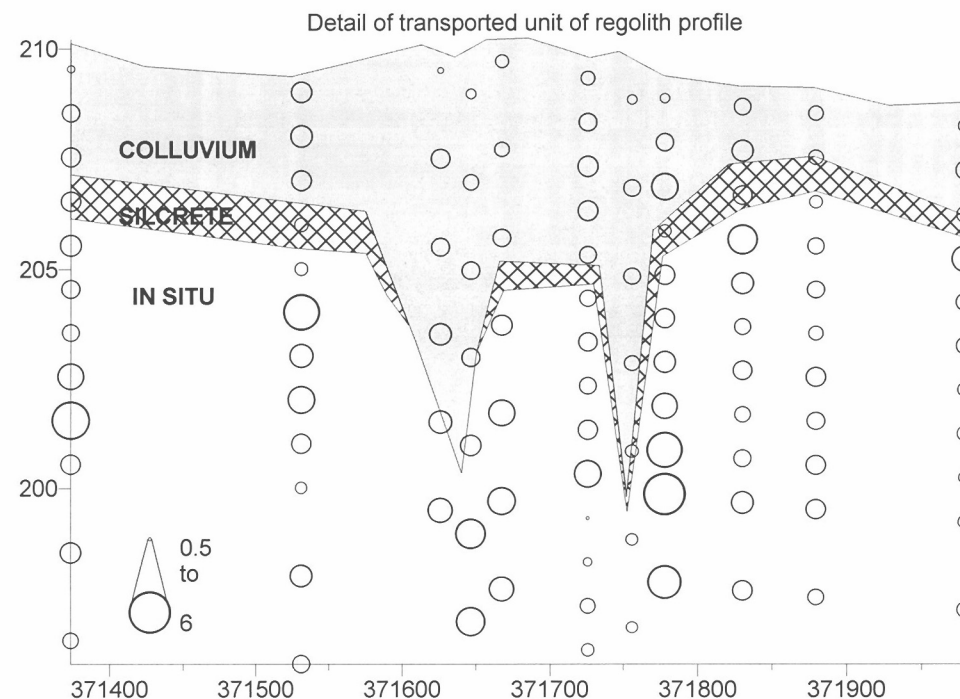 Detail of transported unit of regolith profile
210
COLLUVIUM
SILCRETE
205
IN SITU
200
0.5
to
6
371400 371500 371600 371700 371800 371900